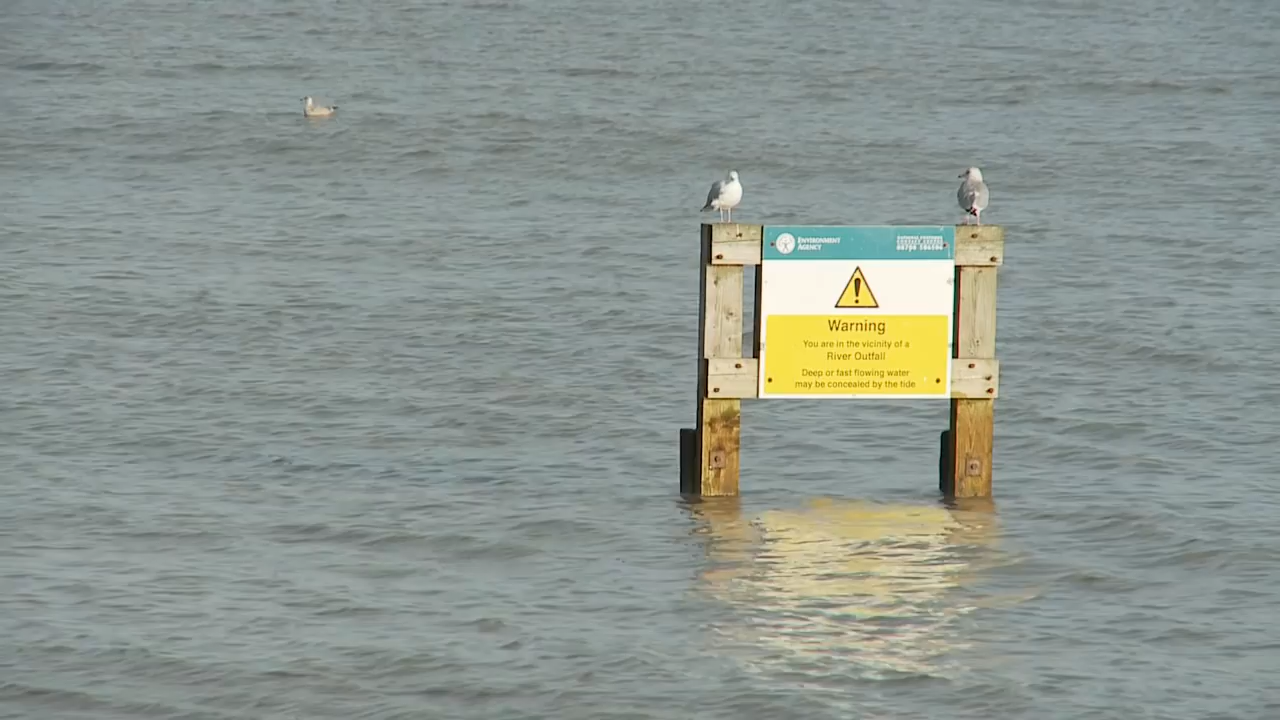 Environment
Agency
Warning
You are in the vicinity of a
River Outfall
Deep or fast flowing water
may be concealed by the tide